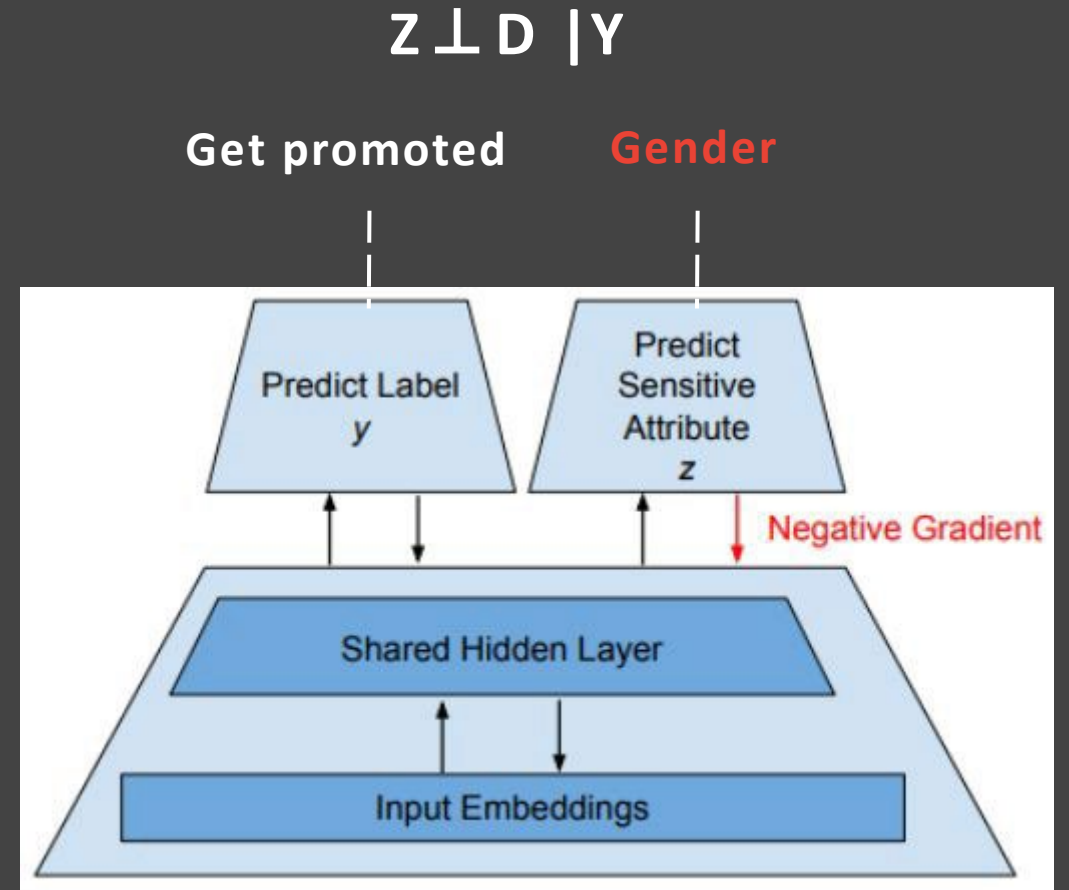 Z ⊥ D | Y
Get promoted
Gender
Predict Label
y
Predict
Sensitive
Attribute
z
Negative Gradient
Shared Hidden Layer
Input Embeddings